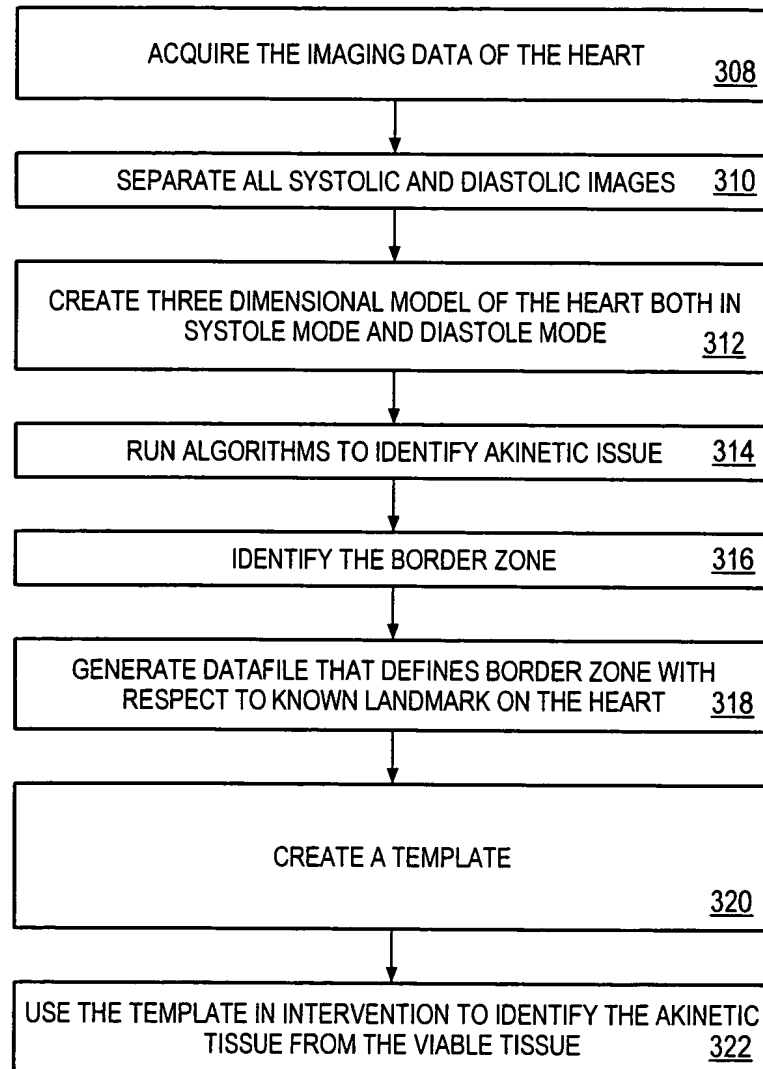 ACQUIRE THE IMAGING DATA OF THE HEART
308
SEPARATE ALL SYSTOLIC AND DIASTOLIC IMAGES 310
CREATE THREE DIMENSIONAL MODEL OF THE HEART BOTH IN
SYSTOLE MODE AND DIASTOLE MODE
312
RUN ALGORITHMS TO IDENTIFY AKINETIC ISSUE 314
IDENTIFY THE BORDER ZONE 316
GENERATE DATAFILE THAT DEFINES BORDER ZONE WITH
RESPECT TO KNOWN LANDMARK ON THE HEART 318
CREATE A TEMPLATE
320
USE THE TEMPLATE IN INTERVENTION TO IDENTIFY THE AKINETIC
TISSUE FROM THE VIABLE TISSUE 322